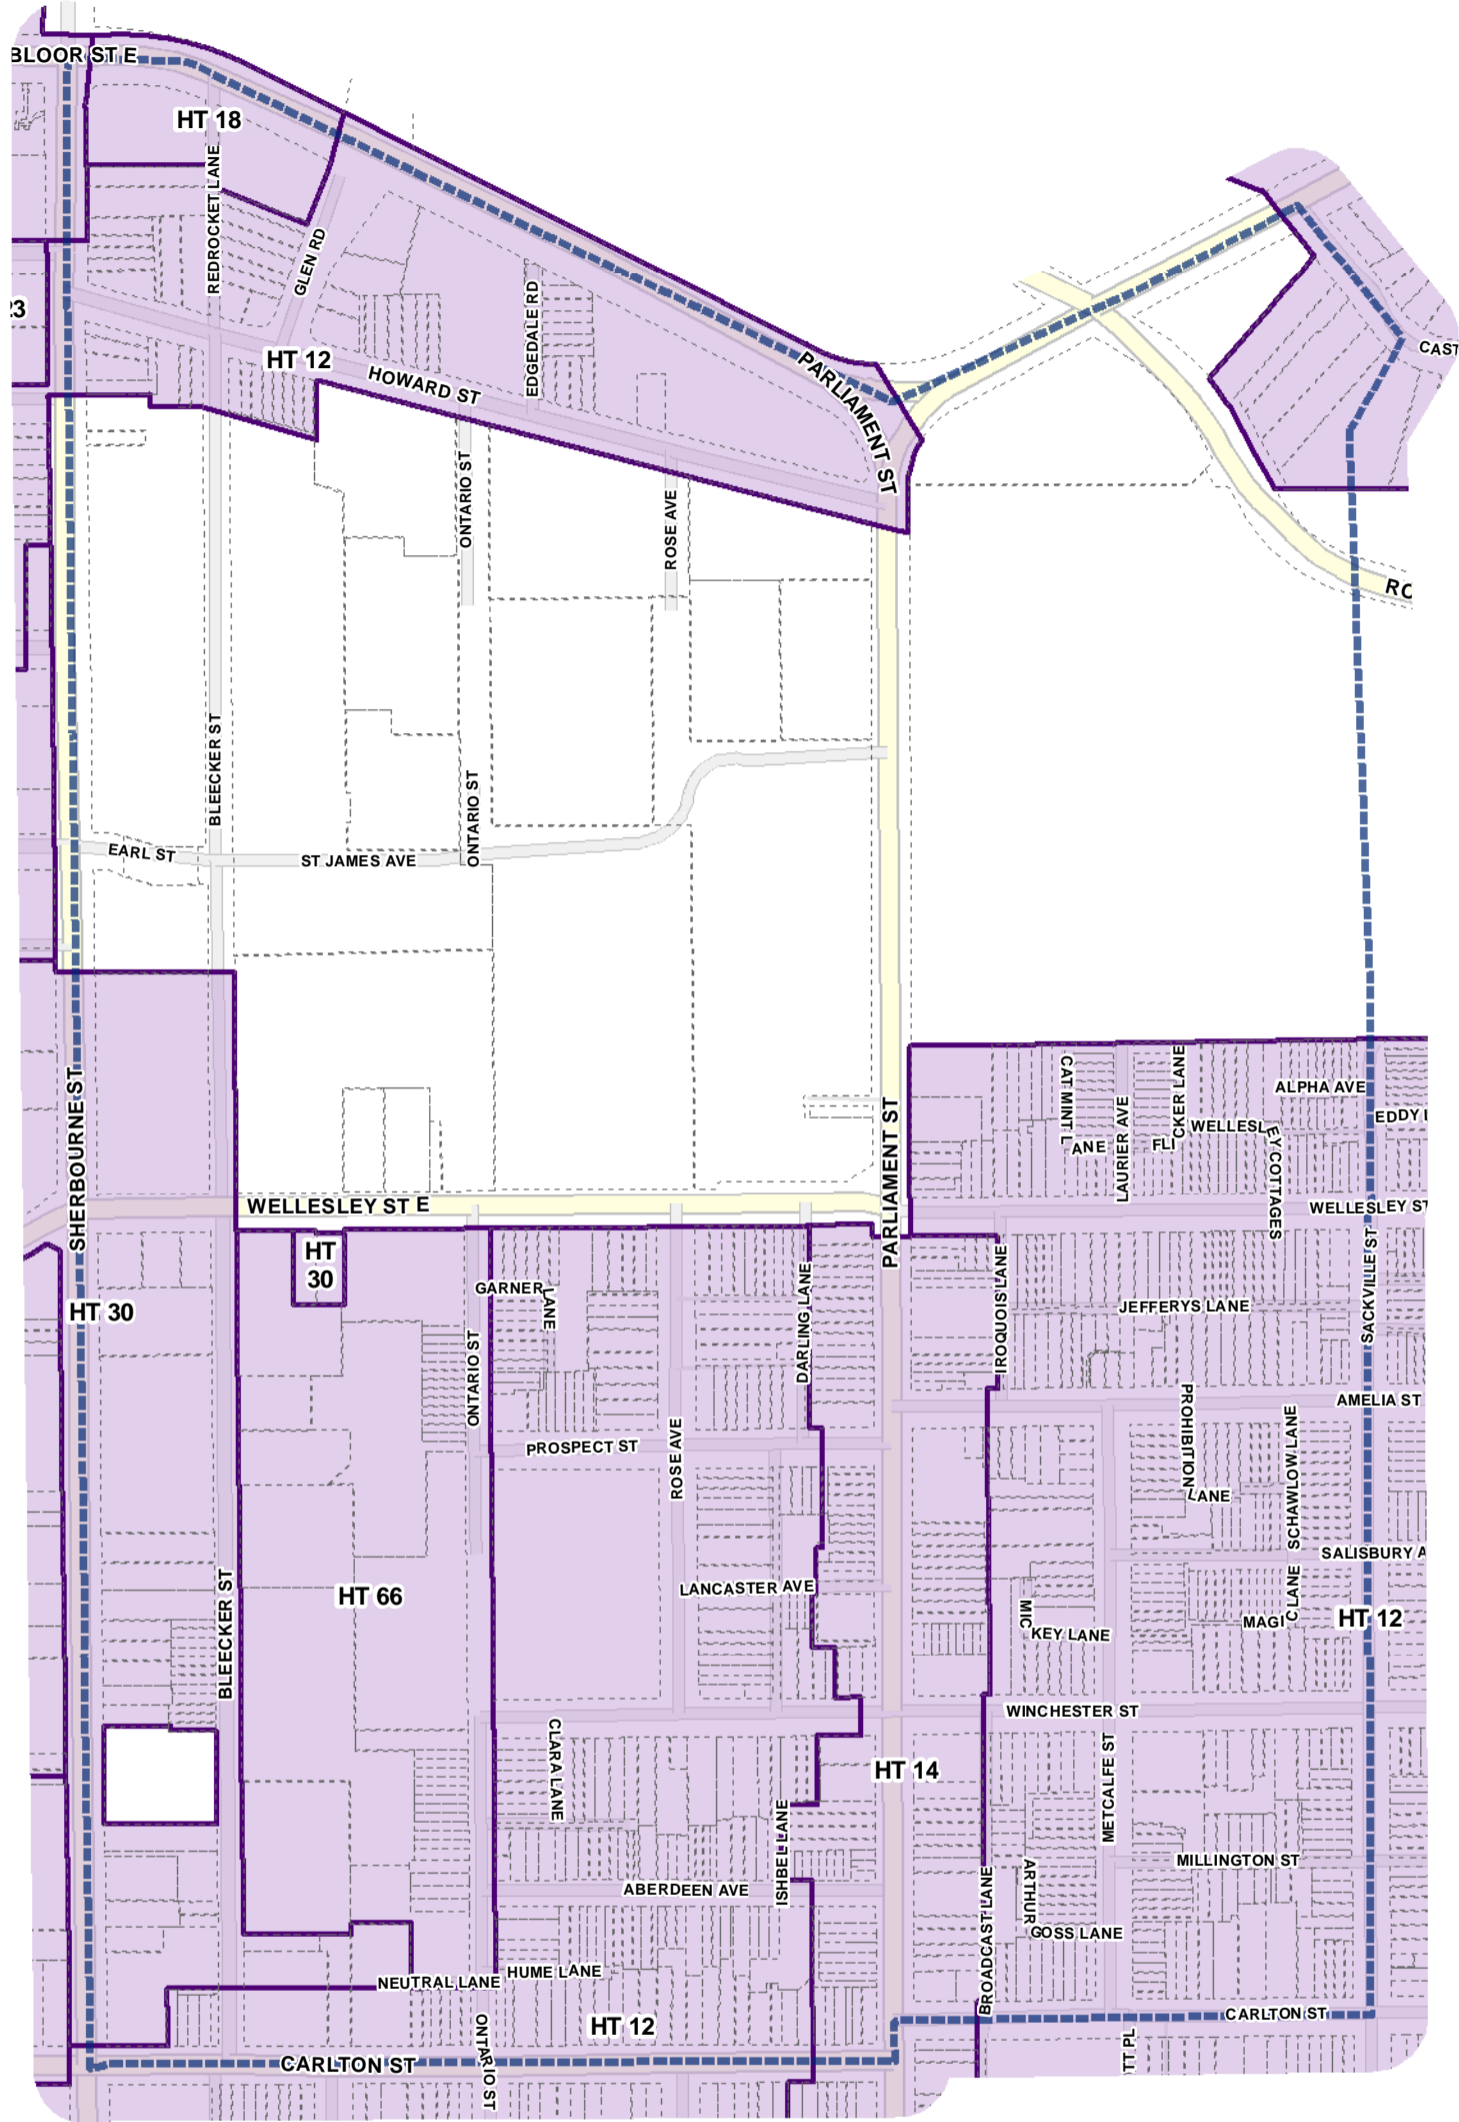 BLOOR ST E
HT 18
REDROCKET LANE
GLEN RD
23
HT 12
HOWARD ST
EDGEDALE RD
PARLIAMENT ST
CAST
ONTARIO ST
ROSE AVE
RO
BLEECKER ST
ONTARIO ST
EARL ST
ST JAMES AVE
SHERBOURNE ST
PARLIAMENT ST
CAT MINT L
ANE
LAURIER AVE
FLI
CKER LANE
WELLESL
EY COTTAGES
ALPHA AVE
EDDY L
WELLESLEY ST E
WELLESLEY ST
HT
30
HT 30
GARNER
LANE
DARLING LANE
IROQUOIS LANE
JEFFERYS LANE
SACKVILLE ST
ONTARIO ST
AMELIA ST
PROSPECT ST
ROSE AVE
PROHIBITION
LANE
SCHAWLOW LANE
SALISBURY A
BLEECKER ST
HT 66
LANCASTER AVE
MIC
KEY LANE
MAGI
C LANE
HT 12
WINCHESTER ST
CLARA LANE
HT 14
METCALFE ST
ISHBEL LANE
MILLINGTON ST
ABERDEEN AVE
BROADCAST LANE
ARTHUR
GOSS LANE
NEUTRAL LANE
HUME LANE
HT 12
ONTARIO ST
CARLTON ST
CARLTON ST
TT PL